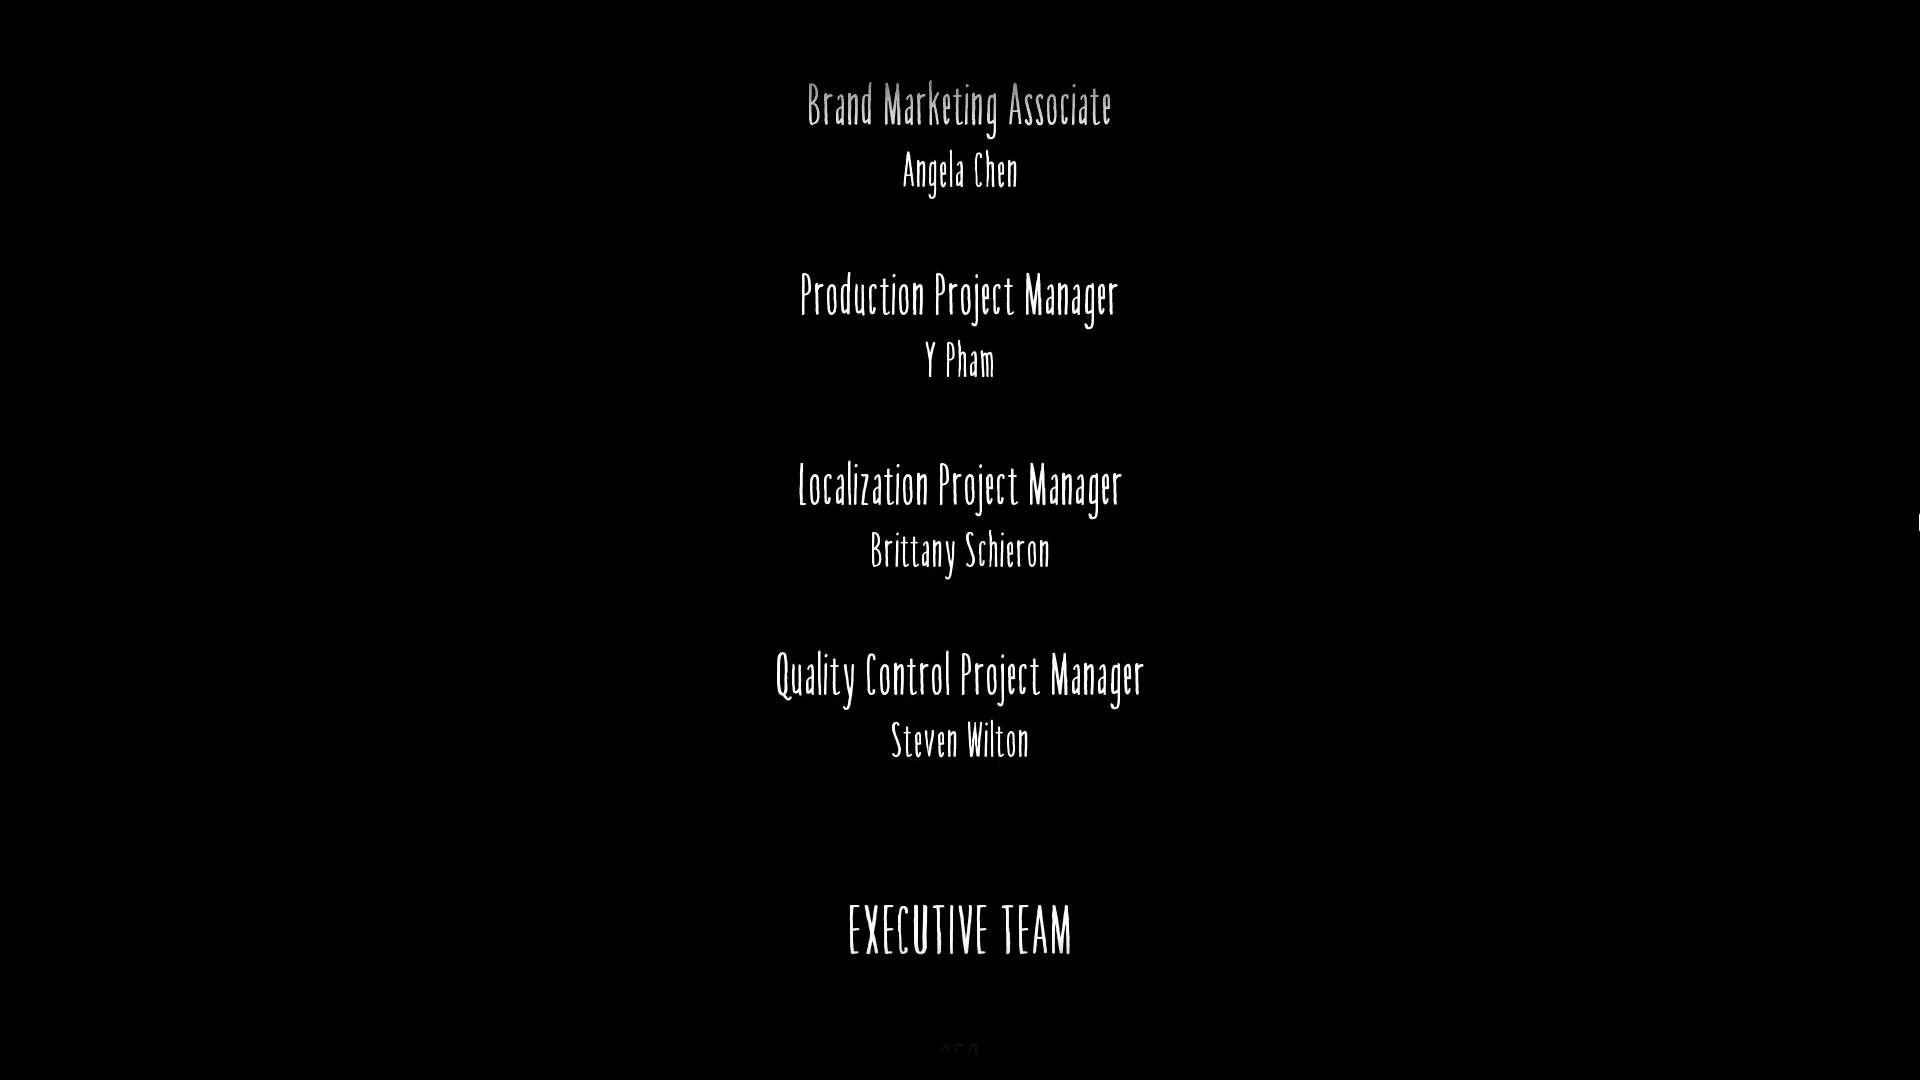 Brand Marketing Associate
Angela Chen
Production Project Manager
Y Pham
Localization Project Manager
Brittany Schieron
Quality Control Project Manager
Steven Wilton
EXECUTIVE TEAM